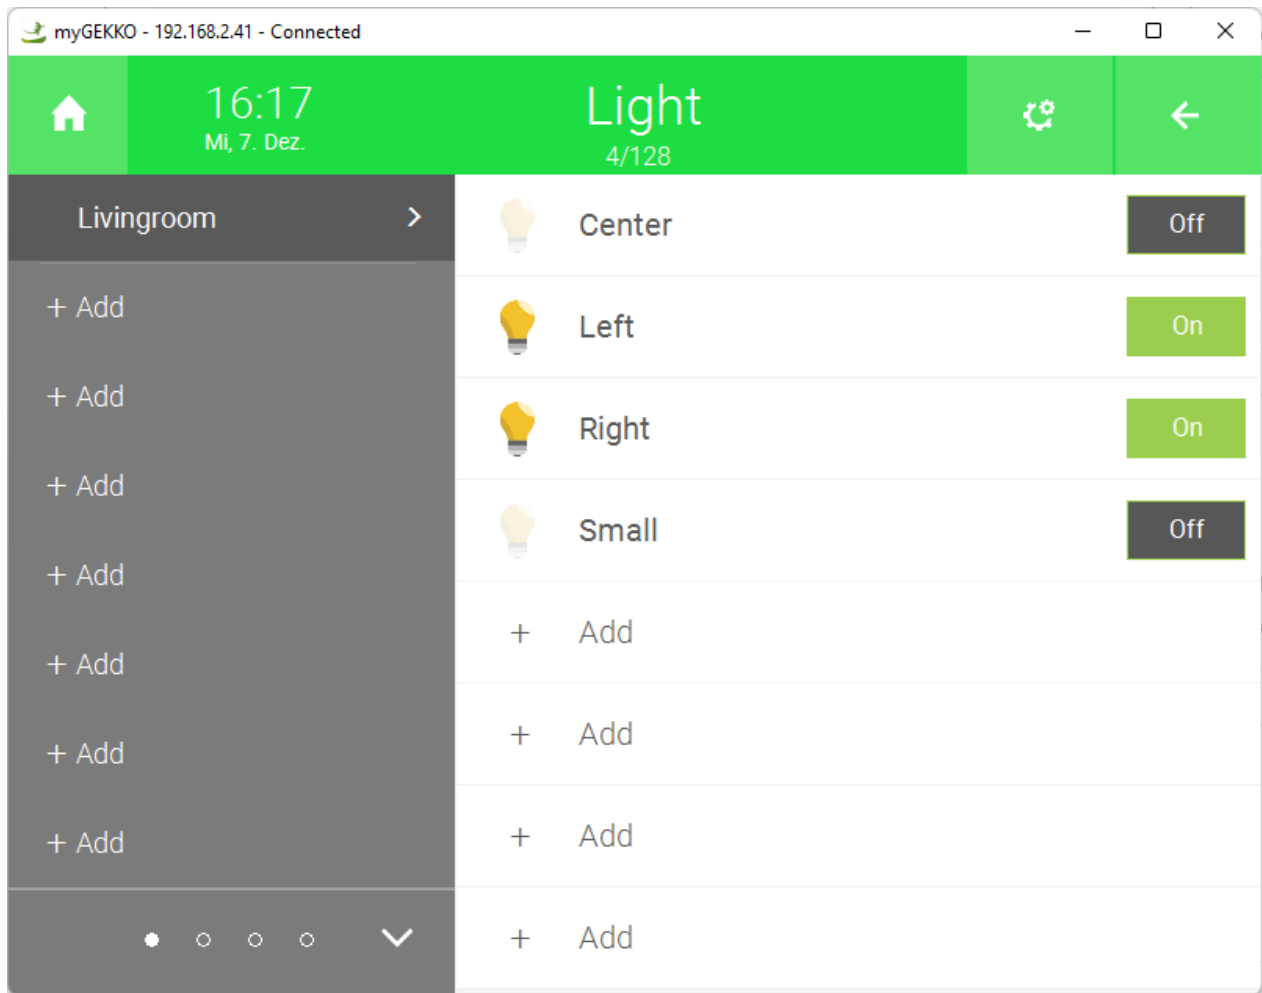 myGEKKO - 192.168.2.41 - Connected
16:17
Mi, 7. Dez.
Light
4/128
Livingroom
+ Add
+ Add
+ Add
+ Add
+ Add
+ Add
+ Add
Center Off
Left On
Right On
Small Off
+ Add
+ Add
+ Add
+ Add